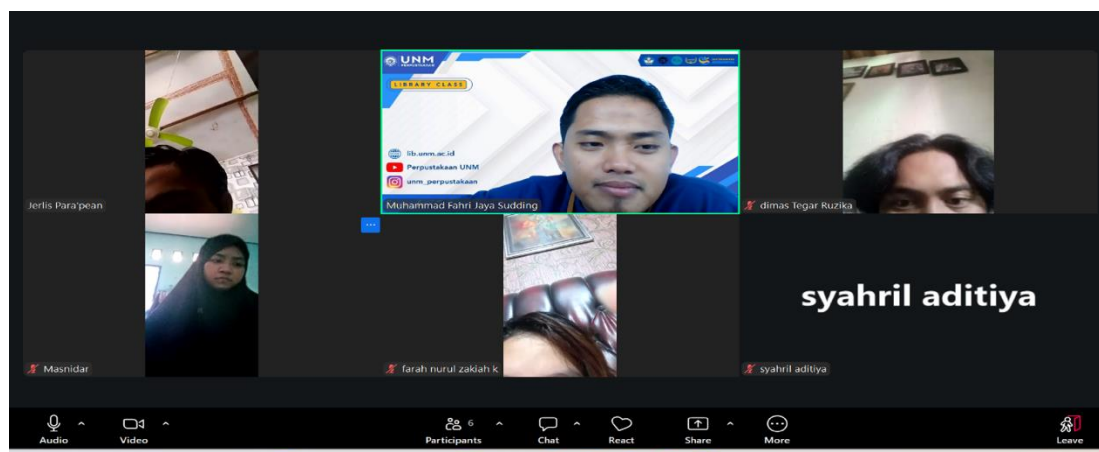 UNM
PERPUSTAKAAN
LIBRARY CLASS
lib.unm.ac.id
Perpustakaan UNM
unm_perpustakaan
Jerlis Para'pean
Muhammad Fahri Jaya Sudding
dimas Tegar Ruzika
syahril aditiya
Masnidar
farah nurul zakiah k
syahril aditiya
Audio
Video
6
Participants
Chat
React
Share
More
Leave